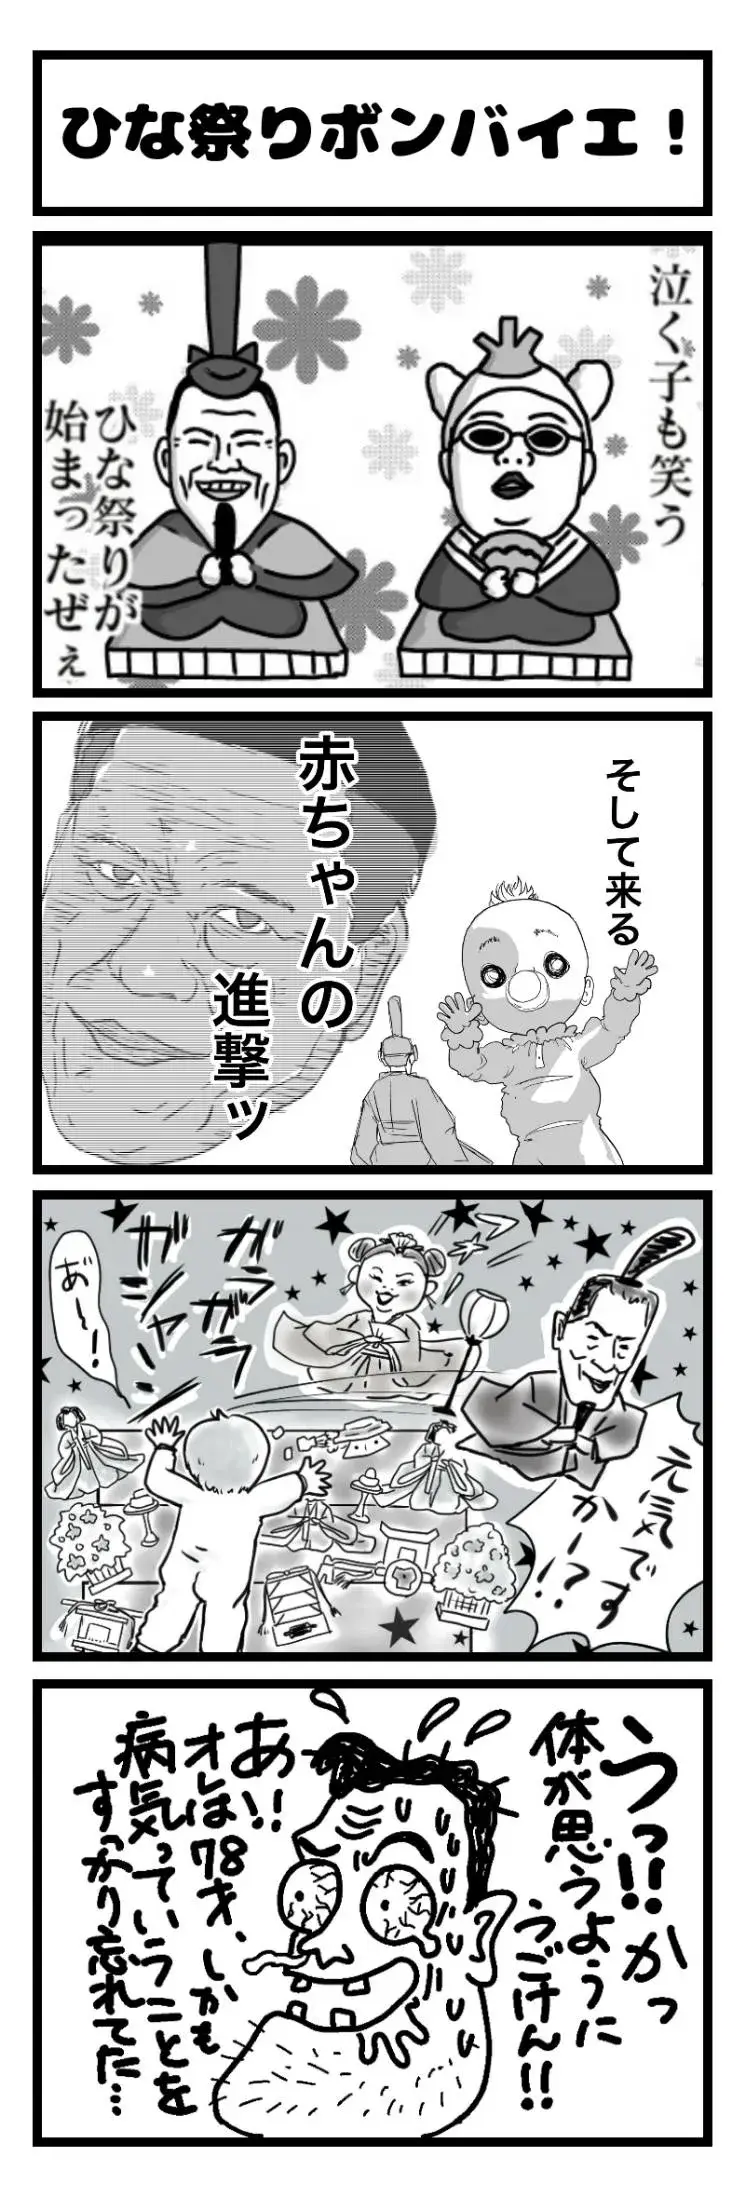 ひな祭りボンバイエ！
泣く子も笑う
ひな祭りが
始まったぜぇ
そして来る
赤ちゃんの
進撃ッ
ガラガラ
ガシャーン
あ〜！
元気です
かー!?
うっ!!かっ
体が思うように
うごけん!!
あ!!
オレは78才、しかも
病気っていうことを
すっかり忘れてた…